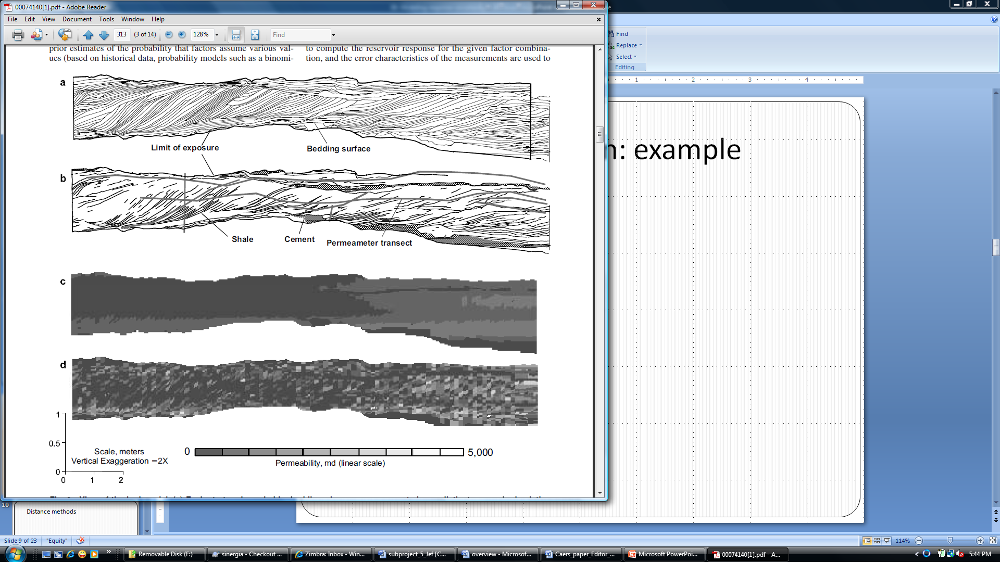 00074140[1].pdf - Adobe Reader
File Edit View Document Tools Window Help
313 (3 of 14) 128% Find
prior estimates of the probability that factors assume various val-
ues (based on historical data, probability models such as a binomi-
to compute the reservoir response for the given factor combina-
tion, and the error characteristics of the measurements are used to
a
Limit of exposure
Bedding surface
b
Shale
Cement
Permeameter transect
c
d
1
0.5
0
0 1 2
Scale, meters
Vertical Exaggeration =2X
0
5,000
Permeability, md (linear scale)
Find
Replace
Select
Editing
1 2 3 4
: example
10
Distance methods
Slide 9 of 23
"Equity"
114%
Removable Disk (F:)
sinergia - Checkout ...
Zimbra: Inbox - Win...
subproject_5_Jef [C...
overview - Microsof...
Caers_paper_Editor_...
Microsoft PowerPoi...
00074140[1].pdf - A...
5:44 PM